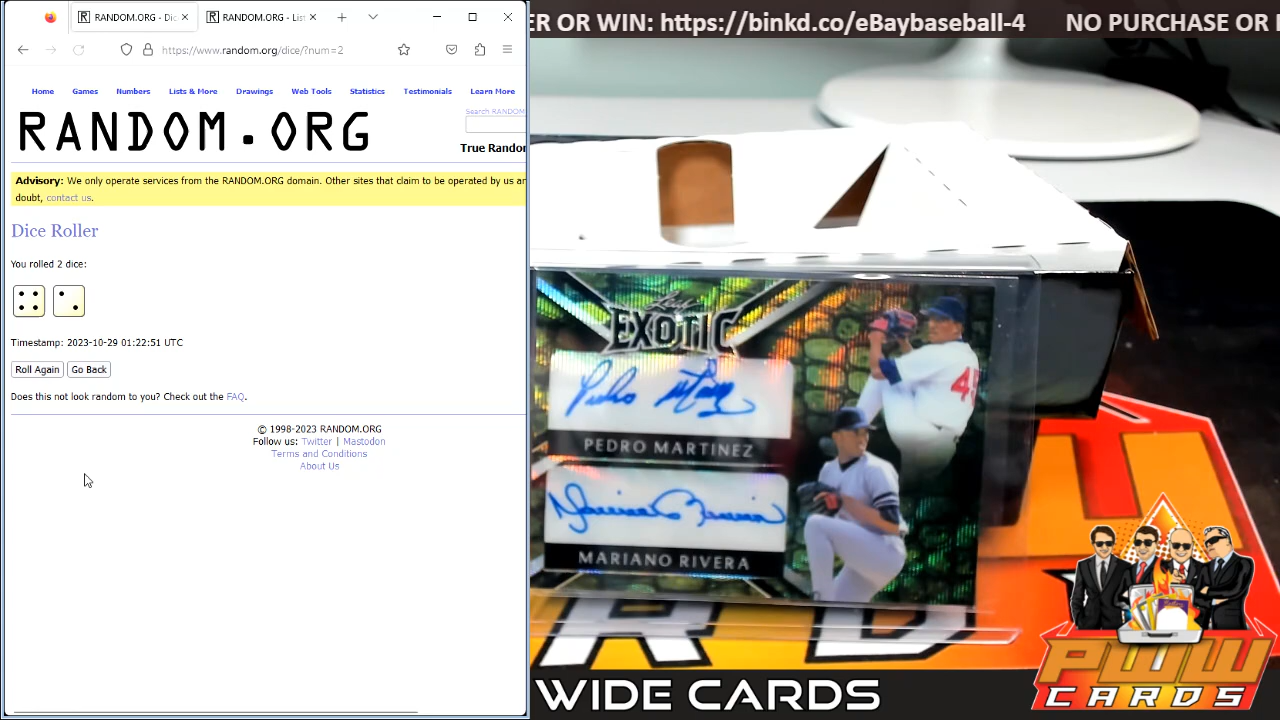 RANDOM.ORG - Dic
RANDOM.ORG - List
https://www.random.org/dice/?num=2
Home Games Numbers Lists & More Drawings Web Tools Statistics Testimonials Learn More
RANDOM.ORG
Search RANDOM
True Random
Advisory: We only operate services from the RANDOM.ORG domain. Other sites that claim to be operated by us are
doubt, contact us.
Dice Roller
You rolled 2 dice:
Timestamp: 2023-10-29 01:22:51 UTC
Roll Again Go Back
Does this not look random to you? Check out the FAQ.
© 1998-2023 RANDOM.ORG
Follow us: Twitter | Mastodon
Terms and Conditions
About Us
ER OR WIN: https://binkd.co/eBaybaseball-4 NO PURCHASE OR
Leaf
EXOTIC
PEDRO MARTINEZ
MARIANO RIVERA
45
WIDE CARDS
PWW
CARDS